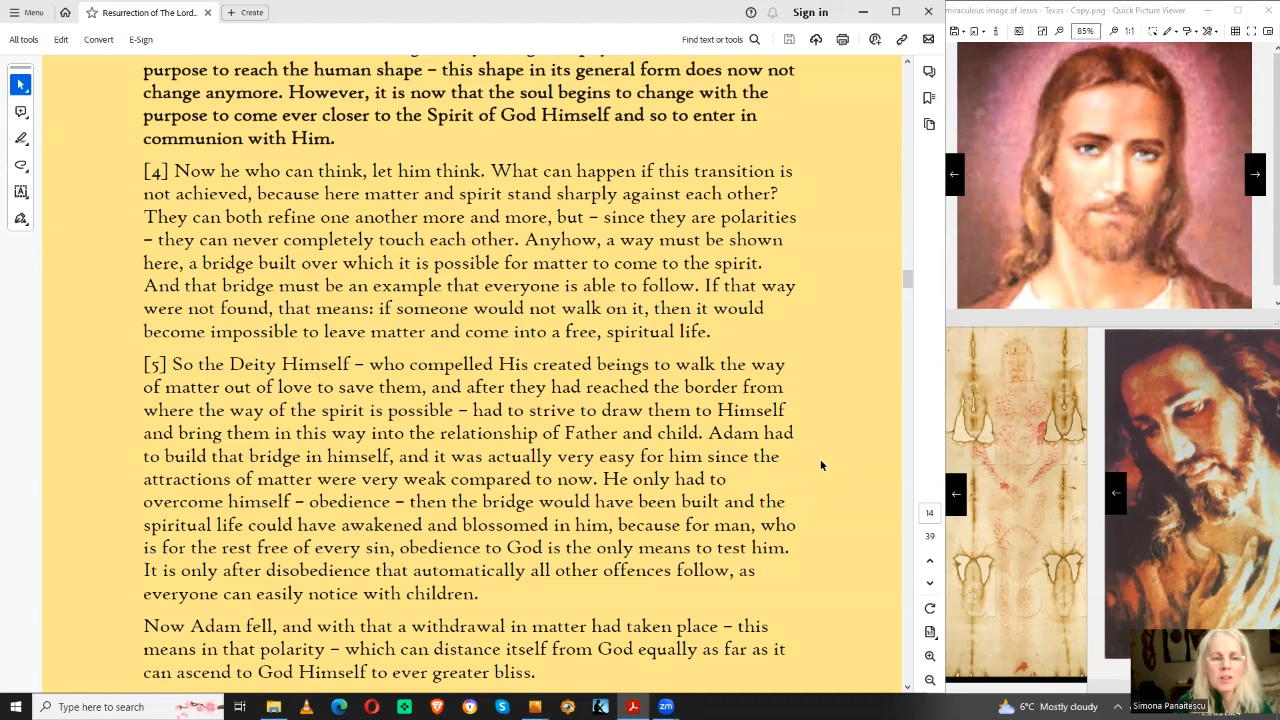 Menu
Resurrection of The Lord...
Create
Sign in
miraculous image of Jesus - Texas - Copy.png - Quick Picture Viewer
All tools Edit Convert E-Sign
Find text or tools
85%
1:1
purpose to reach the human shape – this shape in its general form does now not
change anymore. However, it is now that the soul begins to change with the
purpose to come ever closer to the Spirit of God Himself and so to enter in
communion with Him.
[4] Now he who can think, let him think. What can happen if this transition is
not achieved, because here matter and spirit stand sharply against each other?
They can both refine one another more and more, but – since they are polarities
– they can never completely touch each other. Anyhow, a way must be shown
here, a bridge built over which it is possible for matter to come to the spirit.
And that bridge must be an example that everyone is able to follow. If that way
were not found, that means: if someone would not walk on it, then it would
become impossible to leave matter and come into a free, spiritual life.
[5] So the Deity Himself – who compelled His created beings to walk the way
of matter out of love to save them, and after they had reached the border from
where the way of the spirit is possible – had to strive to draw them to Himself
and bring them in this way into the relationship of Father and child. Adam had
to build that bridge in himself, and it was actually very easy for him since the
attractions of matter were very weak compared to now. He only had to
overcome himself – obedience – then the bridge would have been built and the
spiritual life could have awakened and blossomed in him, because for man, who
is for the rest free of every sin, obedience to God is the only means to test him.
It is only after disobedience that automatically all other offences follow, as
everyone can easily notice with children.
Now Adam fell, and with that a withdrawal in matter had taken place – this
means in that polarity – which can distance itself from God equally as far as it
can ascend to God Himself to ever greater bliss.
14
39
Simona Panaitescu
Type here to search
6°C Mostly cloudy